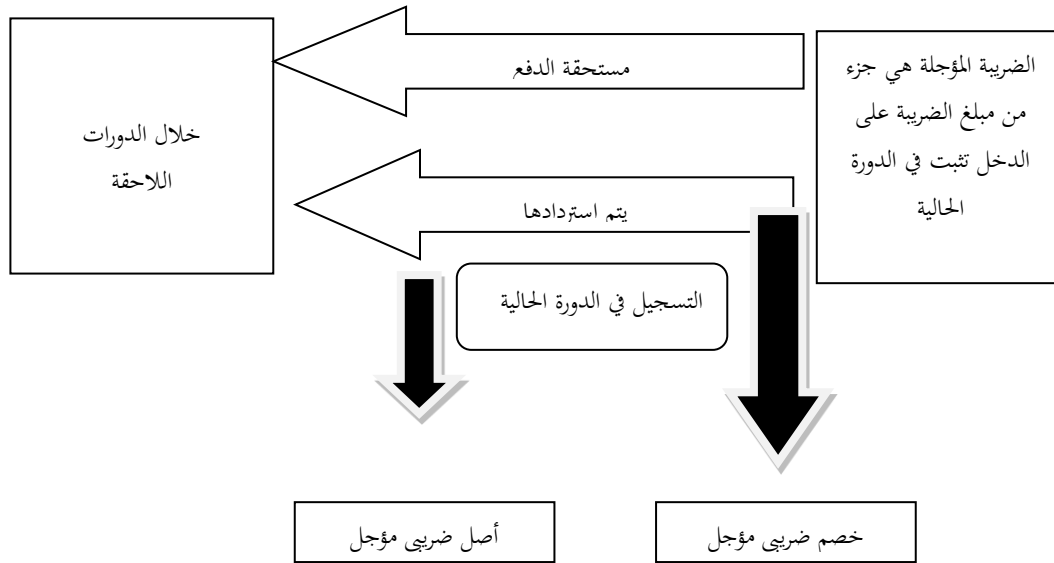 الضريبة المؤجلة هي جزء
من مبلغ الضريبة على
الدخل تثبت في الدورة
الحالية
مستحقة الدفع
خلال الدورات
اللاحقة
يتم استردادها
التسجيل في الدورة الحالية
خصم ضريبي مؤجل
أصل ضريبي مؤجل